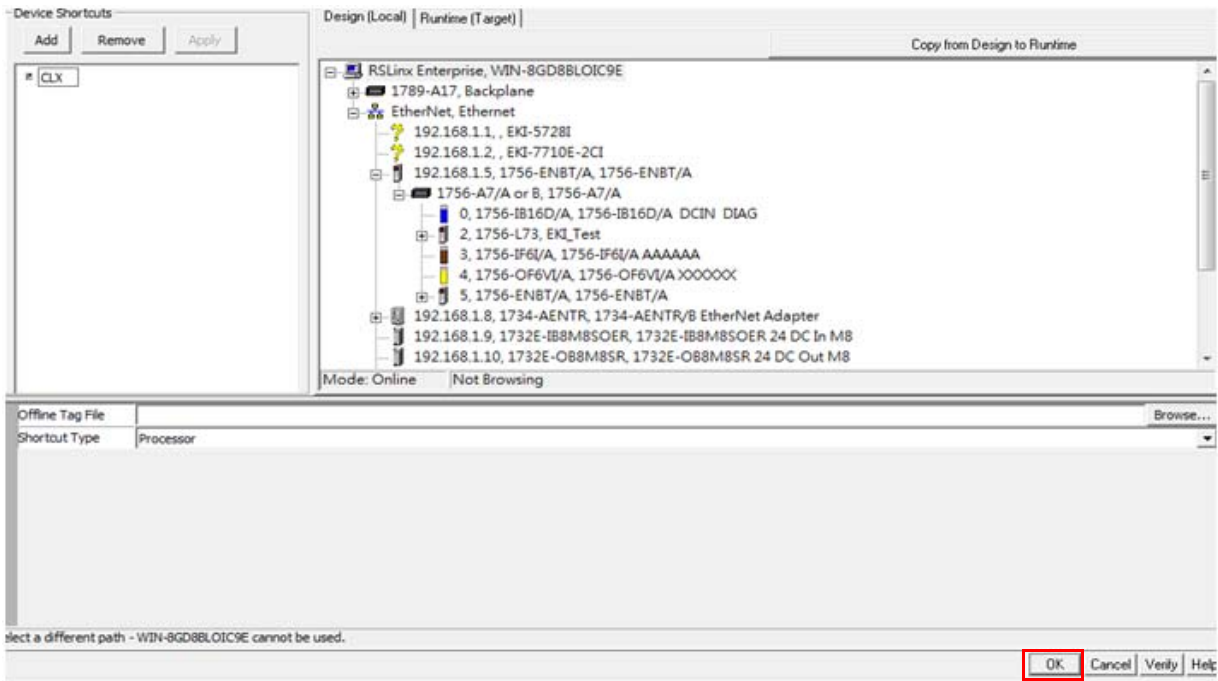 Device Shortcuts
Add Remove Apply
CLX
Design (Local) Runtime (Target)
Copy from Design to Runtime
RSLinx Enterprise, WIN-8GD8BLOIC9E
1789-A17, Backplane
EtherNet, Ethernet
192.168.1.1, , EKI-5728I
192.168.1.2, , EKI-7710E-2CI
192.168.1.5, 1756-ENBT/A, 1756-ENBT/A
1756-A7/A or B, 1756-A7/A
0, 1756-IB16D/A, 1756-IB16D/A DCIN DIAG
2, 1756-L73, EKI_Test
3, 1756-IF6I/A, 1756-IF6I/A AAAAAA
4, 1756-OF6VI/A, 1756-OF6VI/A XXXXXX
5, 1756-ENBT/A, 1756-ENBT/A
192.168.1.8, 1734-AENTR, 1734-AENTR/B EtherNet Adapter
192.168.1.9, 1732E-IB8M8SOER, 1732E-IB8M8SOER 24 DC In M8
192.168.1.10, 1732E-OB8M8SR, 1732E-OB8M8SR 24 DC Out M8
Mode: Online Not Browsing
Offline Tag File Browse...
Shortcut Type Processor
elect a different path - WIN-8GD8BLOIC9E cannot be used.
OK Cancel Verify Help